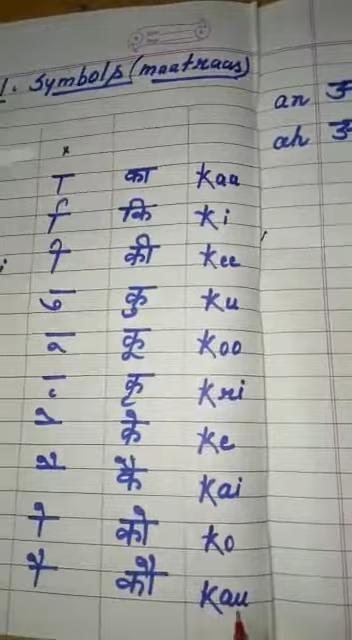 1. Symbols (maatraas)
ा का Kaa
ि कि Ki
ी की Kee
ु कु Ku
ू कू Koo
ृ कृ Kri
े के Ke
ै कै Kai
ो को Ko
ौ कौ Kau
an
ah